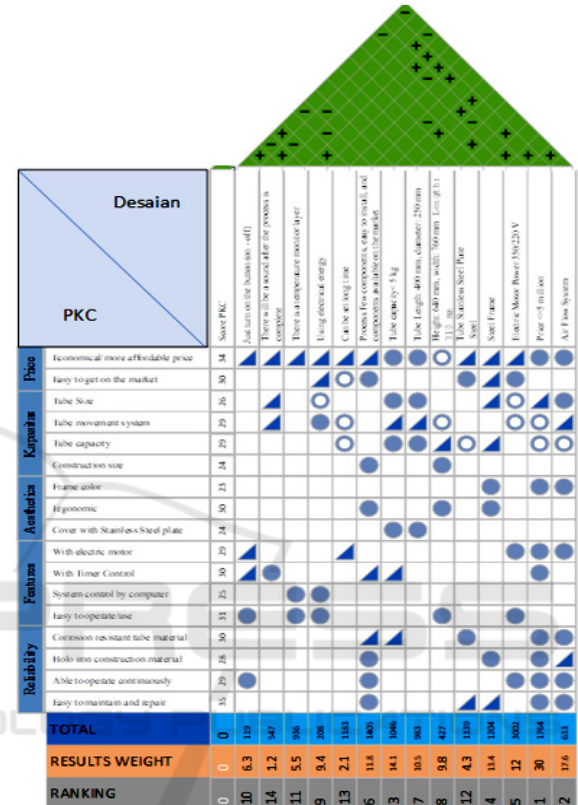 Desaian
PKC
Score PKC
Just turn on the button (on - off)
There will be a sound after the process is complete
There is a temperature monitor layer
Using electrical energy
Can be set long time
Process Few components, easy to install, and components available on the market
Tube capacity= 5 kg
Tube Length: 400 mm, diameter: 250 mm
Height: 640 mm, width: 760 mm Length:
Tube Stainless Steel Plate
Steel
Steel Frame
Electric Motor Power 350/220 V
Price <=5 million
Air Flow System
Price
Economical/more affordable price 34
Easy to get on the market 30
Kapasitas
Tube Size 26
Tube movement system 29
Tube capacity 29
Construction size 24
Aesthetics
Frame color 23
Ergonomic 30
Cover with Stainless Steel plate 24
Features
With electric motor 29
With Timer Control 30
System control by computer 25
Easy to operate/use 31
Reliability
Corrosion resistant tube material 30
Holo iron construction material 28
Able to operate continuously 29
Easy to maintain and repair 35
TOTAL 0 119 547 936 208 1183 1405 1046 983 427 1339 1204 3002 1764 633
RESULTS WEIGHT 0 6.3 1.2 5.5 9.4 2.1 11.8 14.1 10.5 9.8 4.3 13.4 12 30 17.6
RANKING 0 10 14 11 9 13 6 3 7 8 12 4 5 1 2